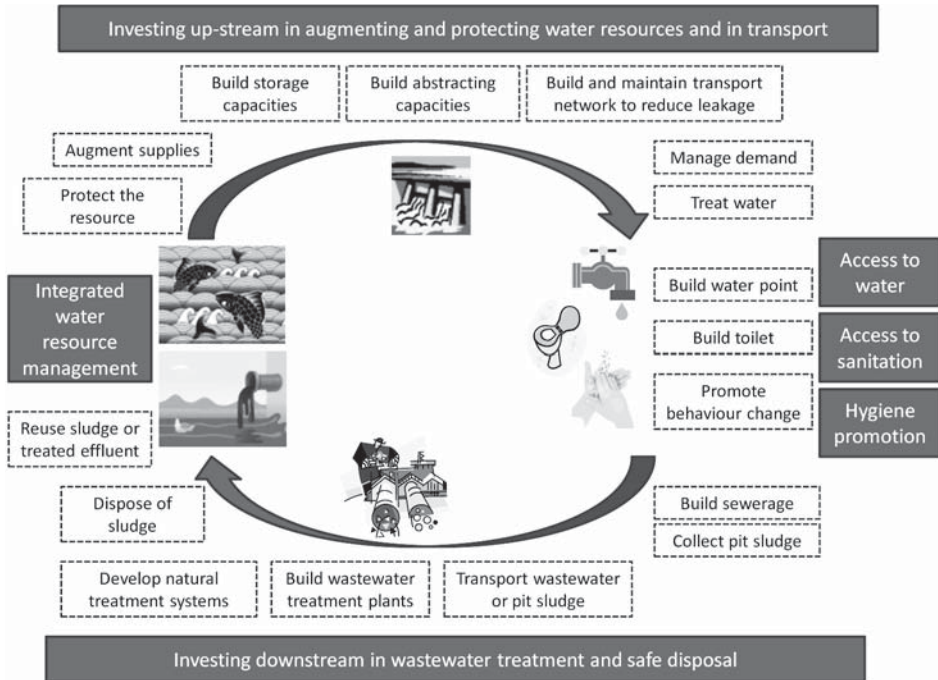 Investing up-stream in augmenting and protecting water resources and in transport
Build storage
capacities
Build abstracting
capacities
Build and maintain transport
network to reduce leakage
Augment supplies
Protect the
resource
Manage demand
Treat water
Integrated
water
resource
management
Build water point
Access to
water
Build toilet
Access to
sanitation
Promote
behaviour change
Hygiene
promotion
Reuse sludge or
treated effluent
Dispose of
sludge
Build sewerage
Collect pit sludge
Develop natural
treatment systems
Build wastewater
treatment plants
Transport wastewater
or pit sludge
Investing downstream in wastewater treatment and safe disposal